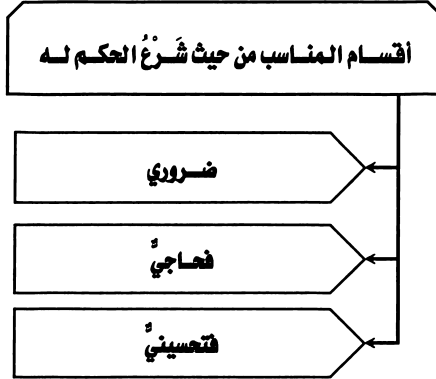 أقسام المناسب من حيث شَرْعُ الحكم له
ضروري
فحاجيٌّ
فتحسينيٌّ